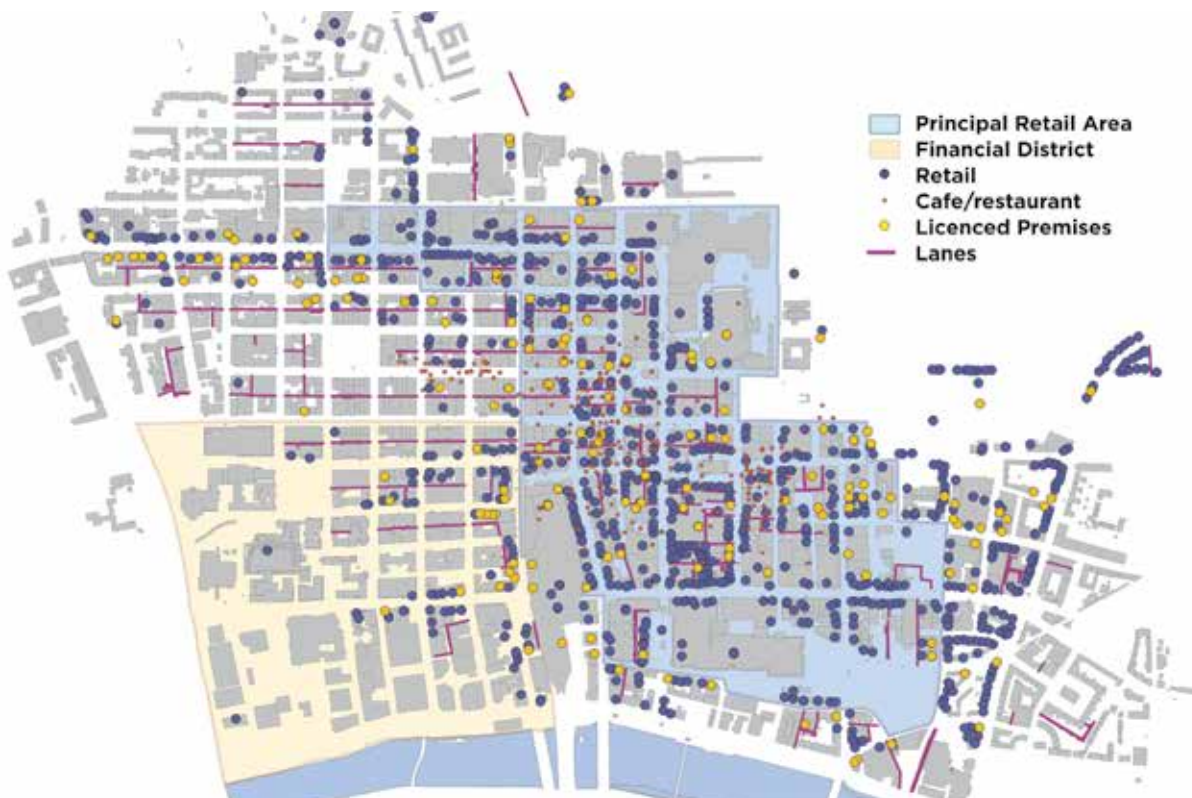 Principal Retail Area
Financial District
Retail
Cafe/restaurant
Licenced Premises
Lanes